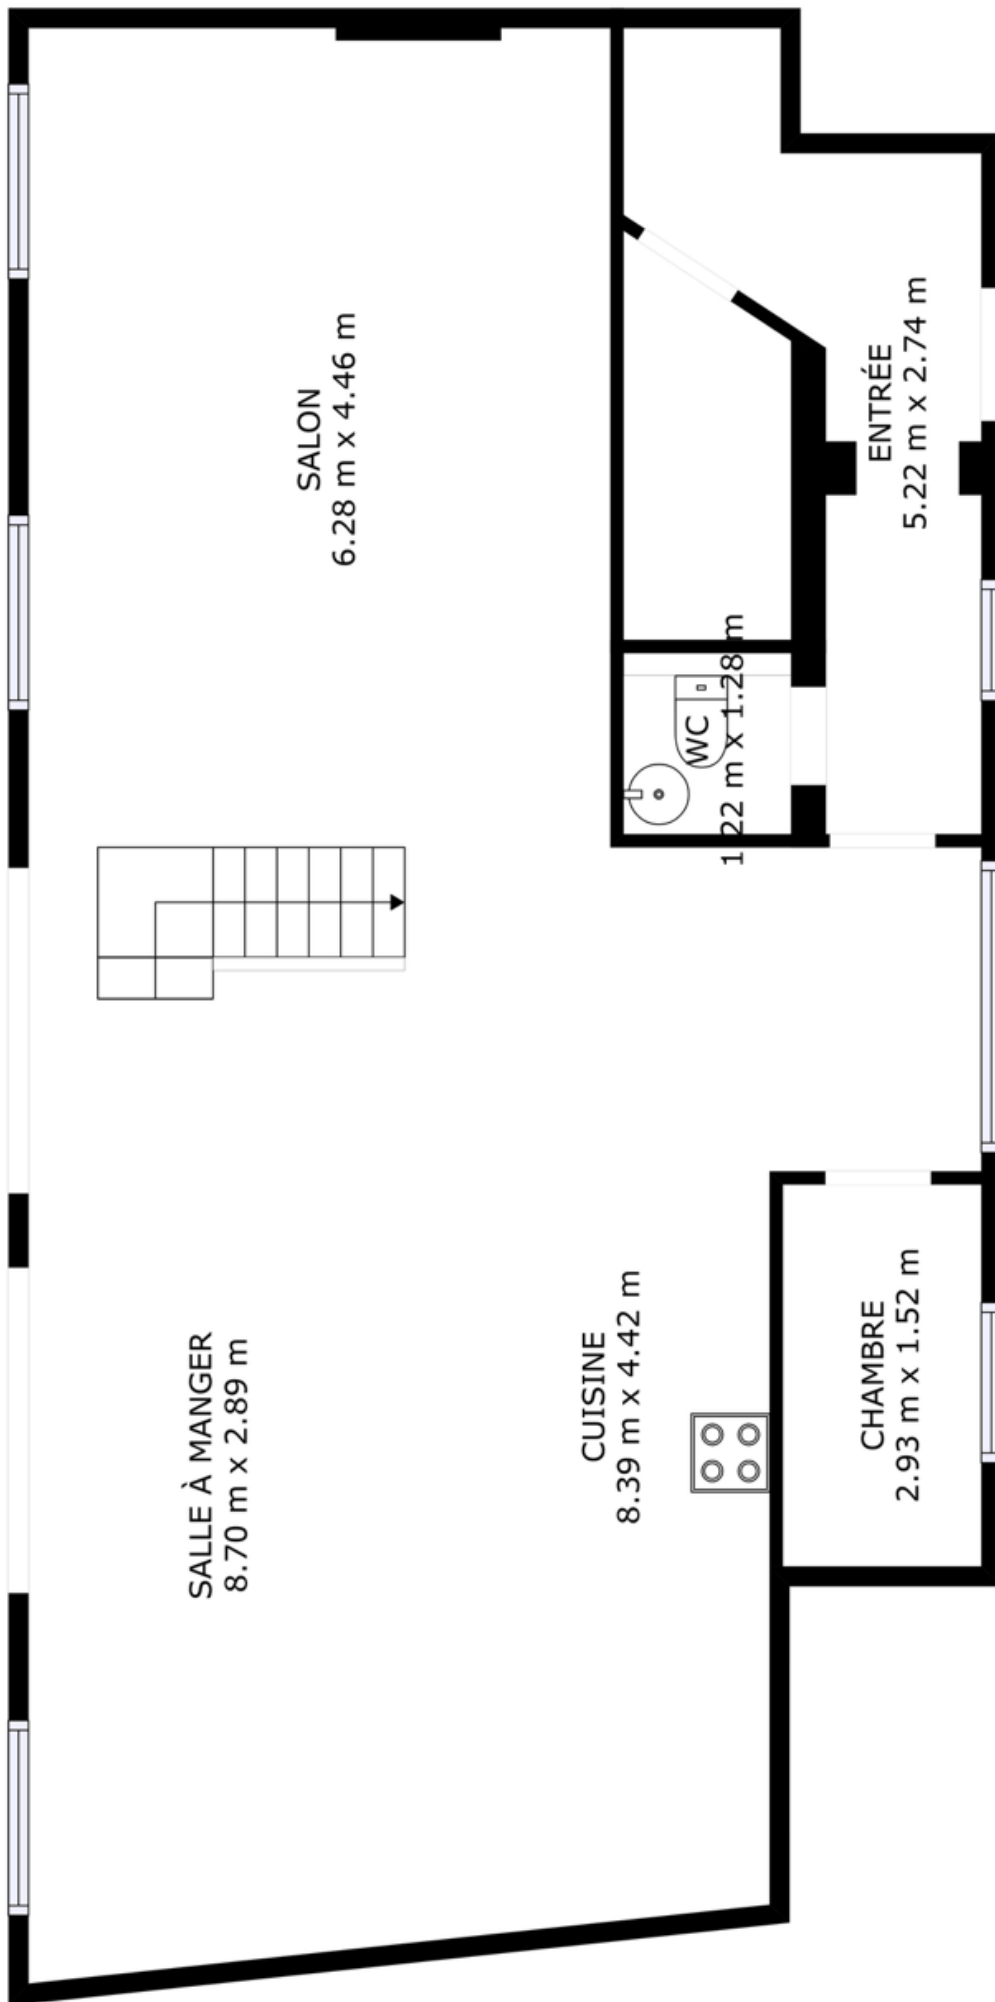 SALON
6.28 m x 4.46 m
ENTRÉE
5.22 m x 2.74 m
WC
1.22 m x 1.28 m
SALLE À MANGER
8.70 m x 2.89 m
CUISINE
8.39 m x 4.42 m
CHAMBRE
2.93 m x 1.52 m